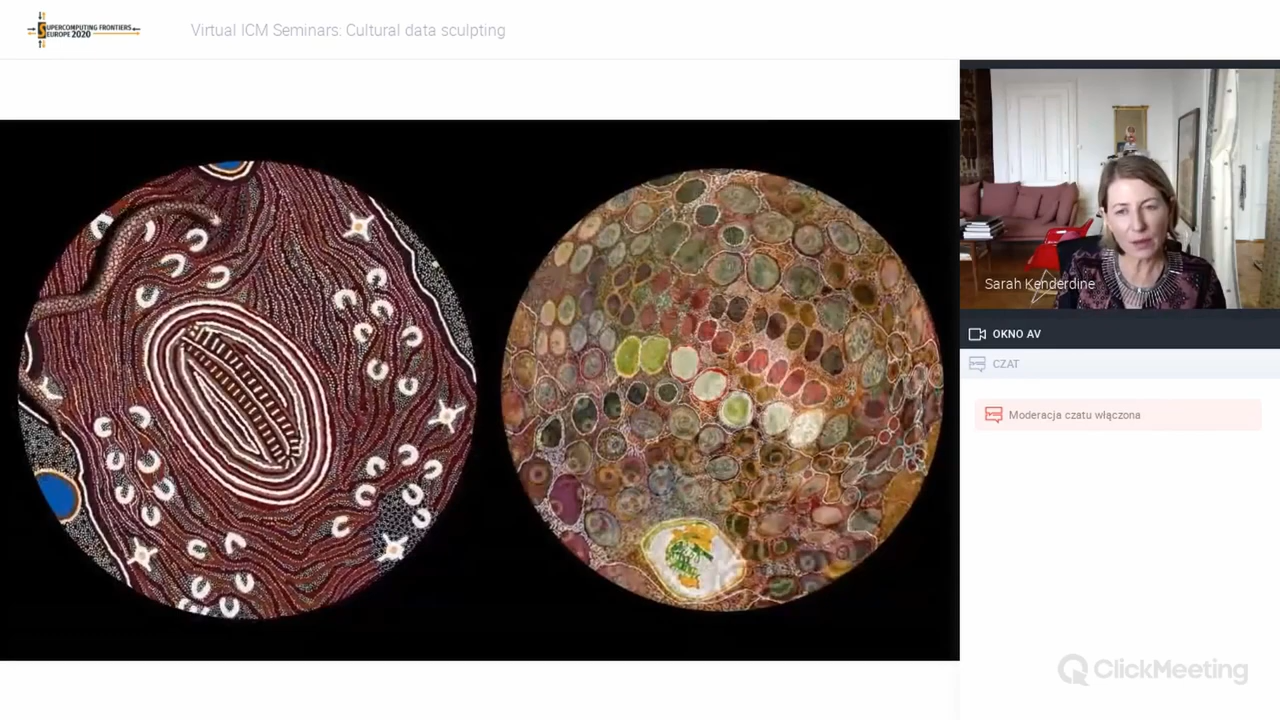 SUPERCOMPUTING FRONTIERS
EUROPE 2020
Virtual ICM Seminars: Cultural data sculpting
Sarah Kenderdine
OKNO AV
CZAT
Moderacja czatu włączona
ClickMeeting